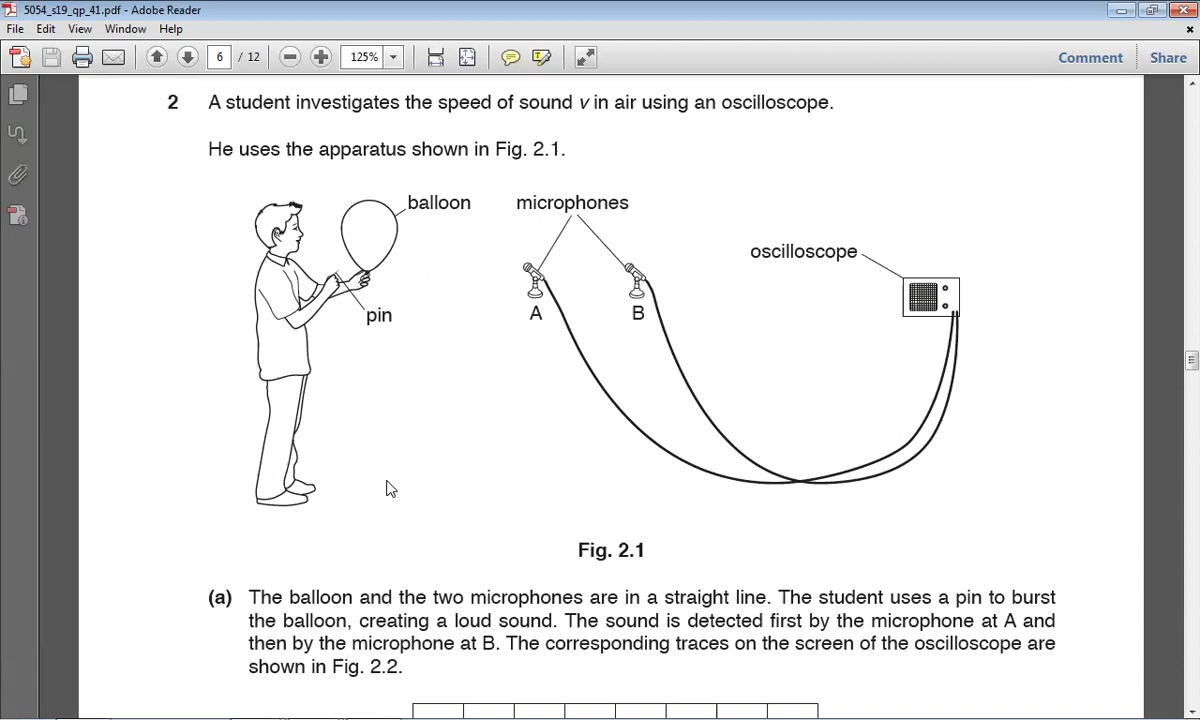 5054_s19_qp_41.pdf - Adobe Reader
File Edit View Window Help
6 / 12 125% Comment Share
2 A student investigates the speed of sound v in air using an oscilloscope.
He uses the apparatus shown in Fig. 2.1.
balloon microphones
oscilloscope
pin A B
Fig. 2.1
(a) The balloon and the two microphones are in a straight line. The student uses a pin to burst
the balloon, creating a loud sound. The sound is detected first by the microphone at A and
then by the microphone at B. The corresponding traces on the screen of the oscilloscope are
shown in Fig. 2.2.